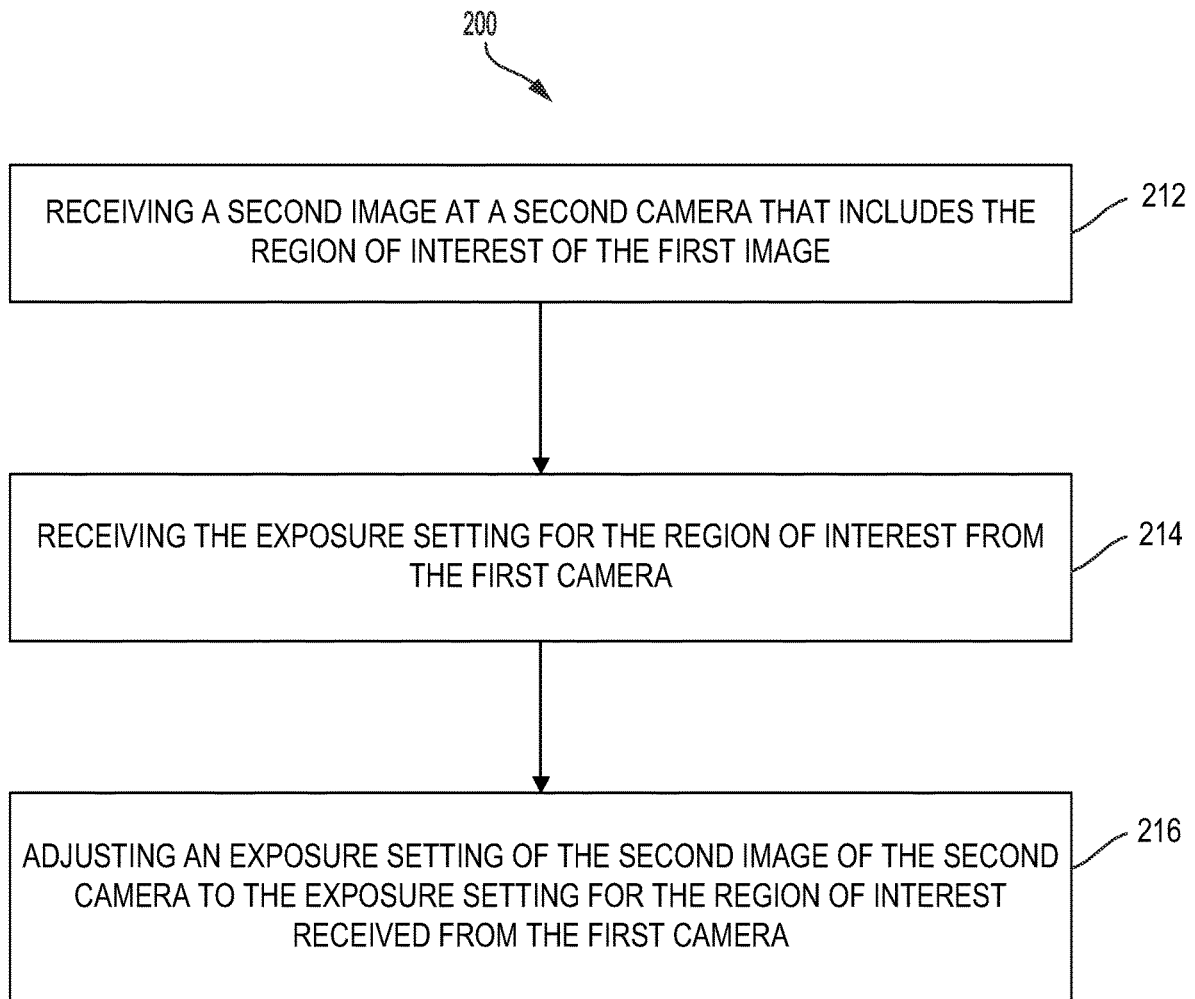 200
RECEIVING A SECOND IMAGE AT A SECOND CAMERA THAT INCLUDES THE
REGION OF INTEREST OF THE FIRST IMAGE
212
RECEIVING THE EXPOSURE SETTING FOR THE REGION OF INTEREST FROM
THE FIRST CAMERA
214
ADJUSTING AN EXPOSURE SETTING OF THE SECOND IMAGE OF THE SECOND
CAMERA TO THE EXPOSURE SETTING FOR THE REGION OF INTEREST
RECEIVED FROM THE FIRST CAMERA
216